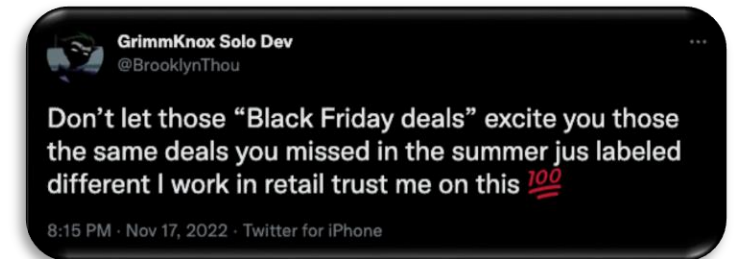 GrimmKnox Solo Dev
@BrooklynThou
Don’t let those “Black Friday deals” excite you those
the same deals you missed in the summer jus labeled
different I work in retail trust me on this 💯
8:15 PM · Nov 17, 2022 · Twitter for iPhone